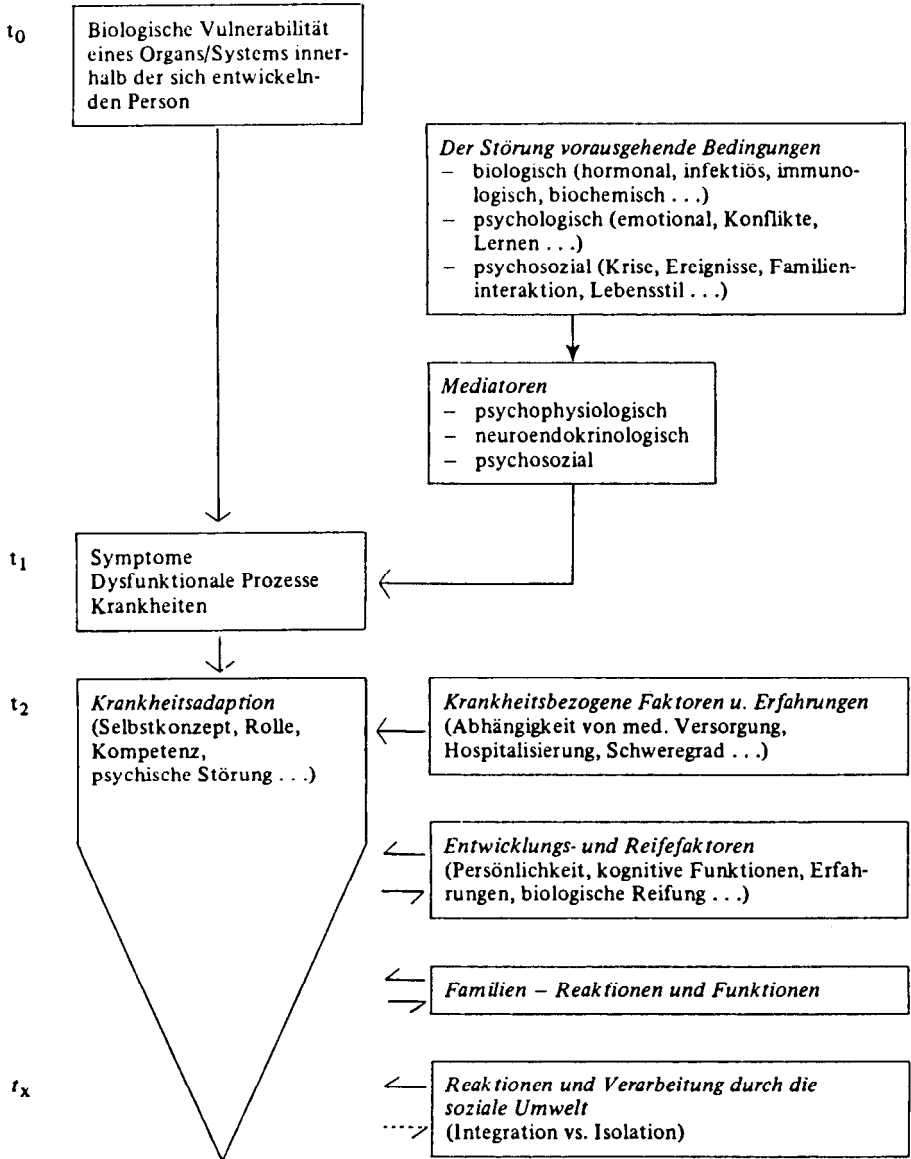 t0
Biologische Vulnerabilität
eines Organs/Systems inner-
halb der sich entwickeln-
den Person
Der Störung vorausgehende Bedingungen
– biologisch (hormonal, infektiös, immuno-
logisch, biochemisch . . .)
– psychologisch (emotional, Konflikte,
Lernen . . .)
– psychosozial (Krise, Ereignisse, Familien-
interaktion, Lebensstil . . .)
Mediatoren
– psychophysiologisch
– neuroendokrinologisch
– psychosozial
t1
Symptome
Dysfunktionale Prozesse
Krankheiten
t2
Krankheitsadaption
(Selbstkonzept, Rolle,
Kompetenz,
psychische Störung . . .)
Krankheitsbezogene Faktoren u. Erfahrungen
(Abhängigkeit von med. Versorgung,
Hospitalisierung, Schweregrad . . .)
Entwicklungs- und Reifefaktoren
(Persönlichkeit, kognitive Funktionen, Erfah-
rungen, biologische Reifung . . .)
Familien – Reaktionen und Funktionen
tx
Reaktionen und Verarbeitung durch die
soziale Umwelt
(Integration vs. Isolation)